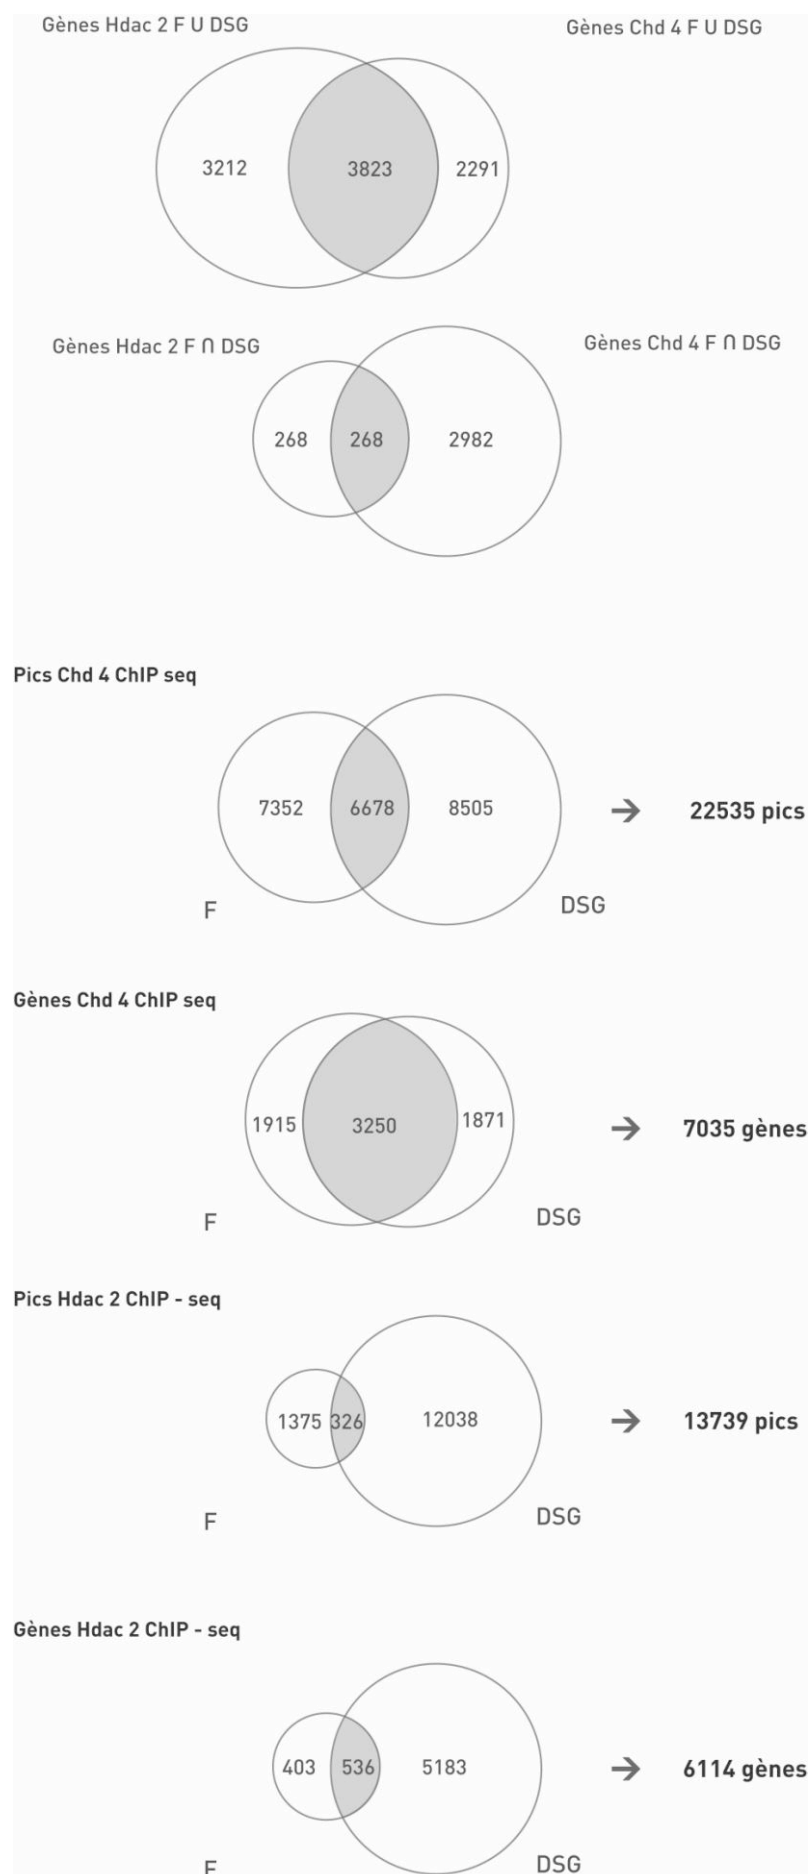 Gènes Hdac 2 F U DSG
Gènes Chd 4 F U DSG
3212 3823 2291
Gènes Hdac 2 F ∩ DSG
Gènes Chd 4 F ∩ DSG
268 268 2982
Pics Chd 4 ChIP seq
7352 6678 8505 → 22535 pics
F DSG
Gènes Chd 4 ChIP seq
1915 3250 1871 → 7035 gènes
F DSG
Pics Hdac 2 ChIP - seq
1375 326 12038 → 13739 pics
F DSG
Gènes Hdac 2 ChIP - seq
403 536 5183 → 6114 gènes
F DSG